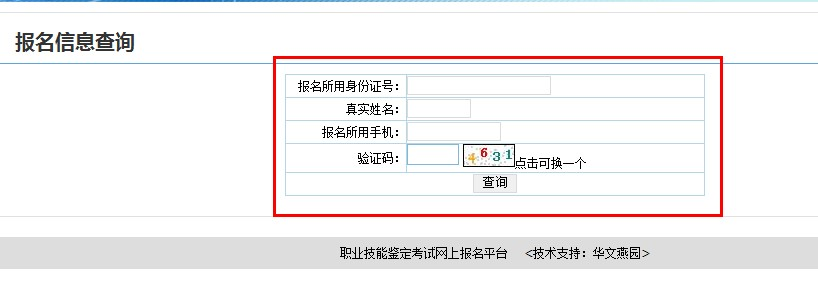 报名信息查询
报名所用身份证号:
真实姓名:
报名所用手机:
验证码: 4631 点击可换一个
查询
职业技能鉴定考试网上报名平台 <技术支持: 华文燕园>